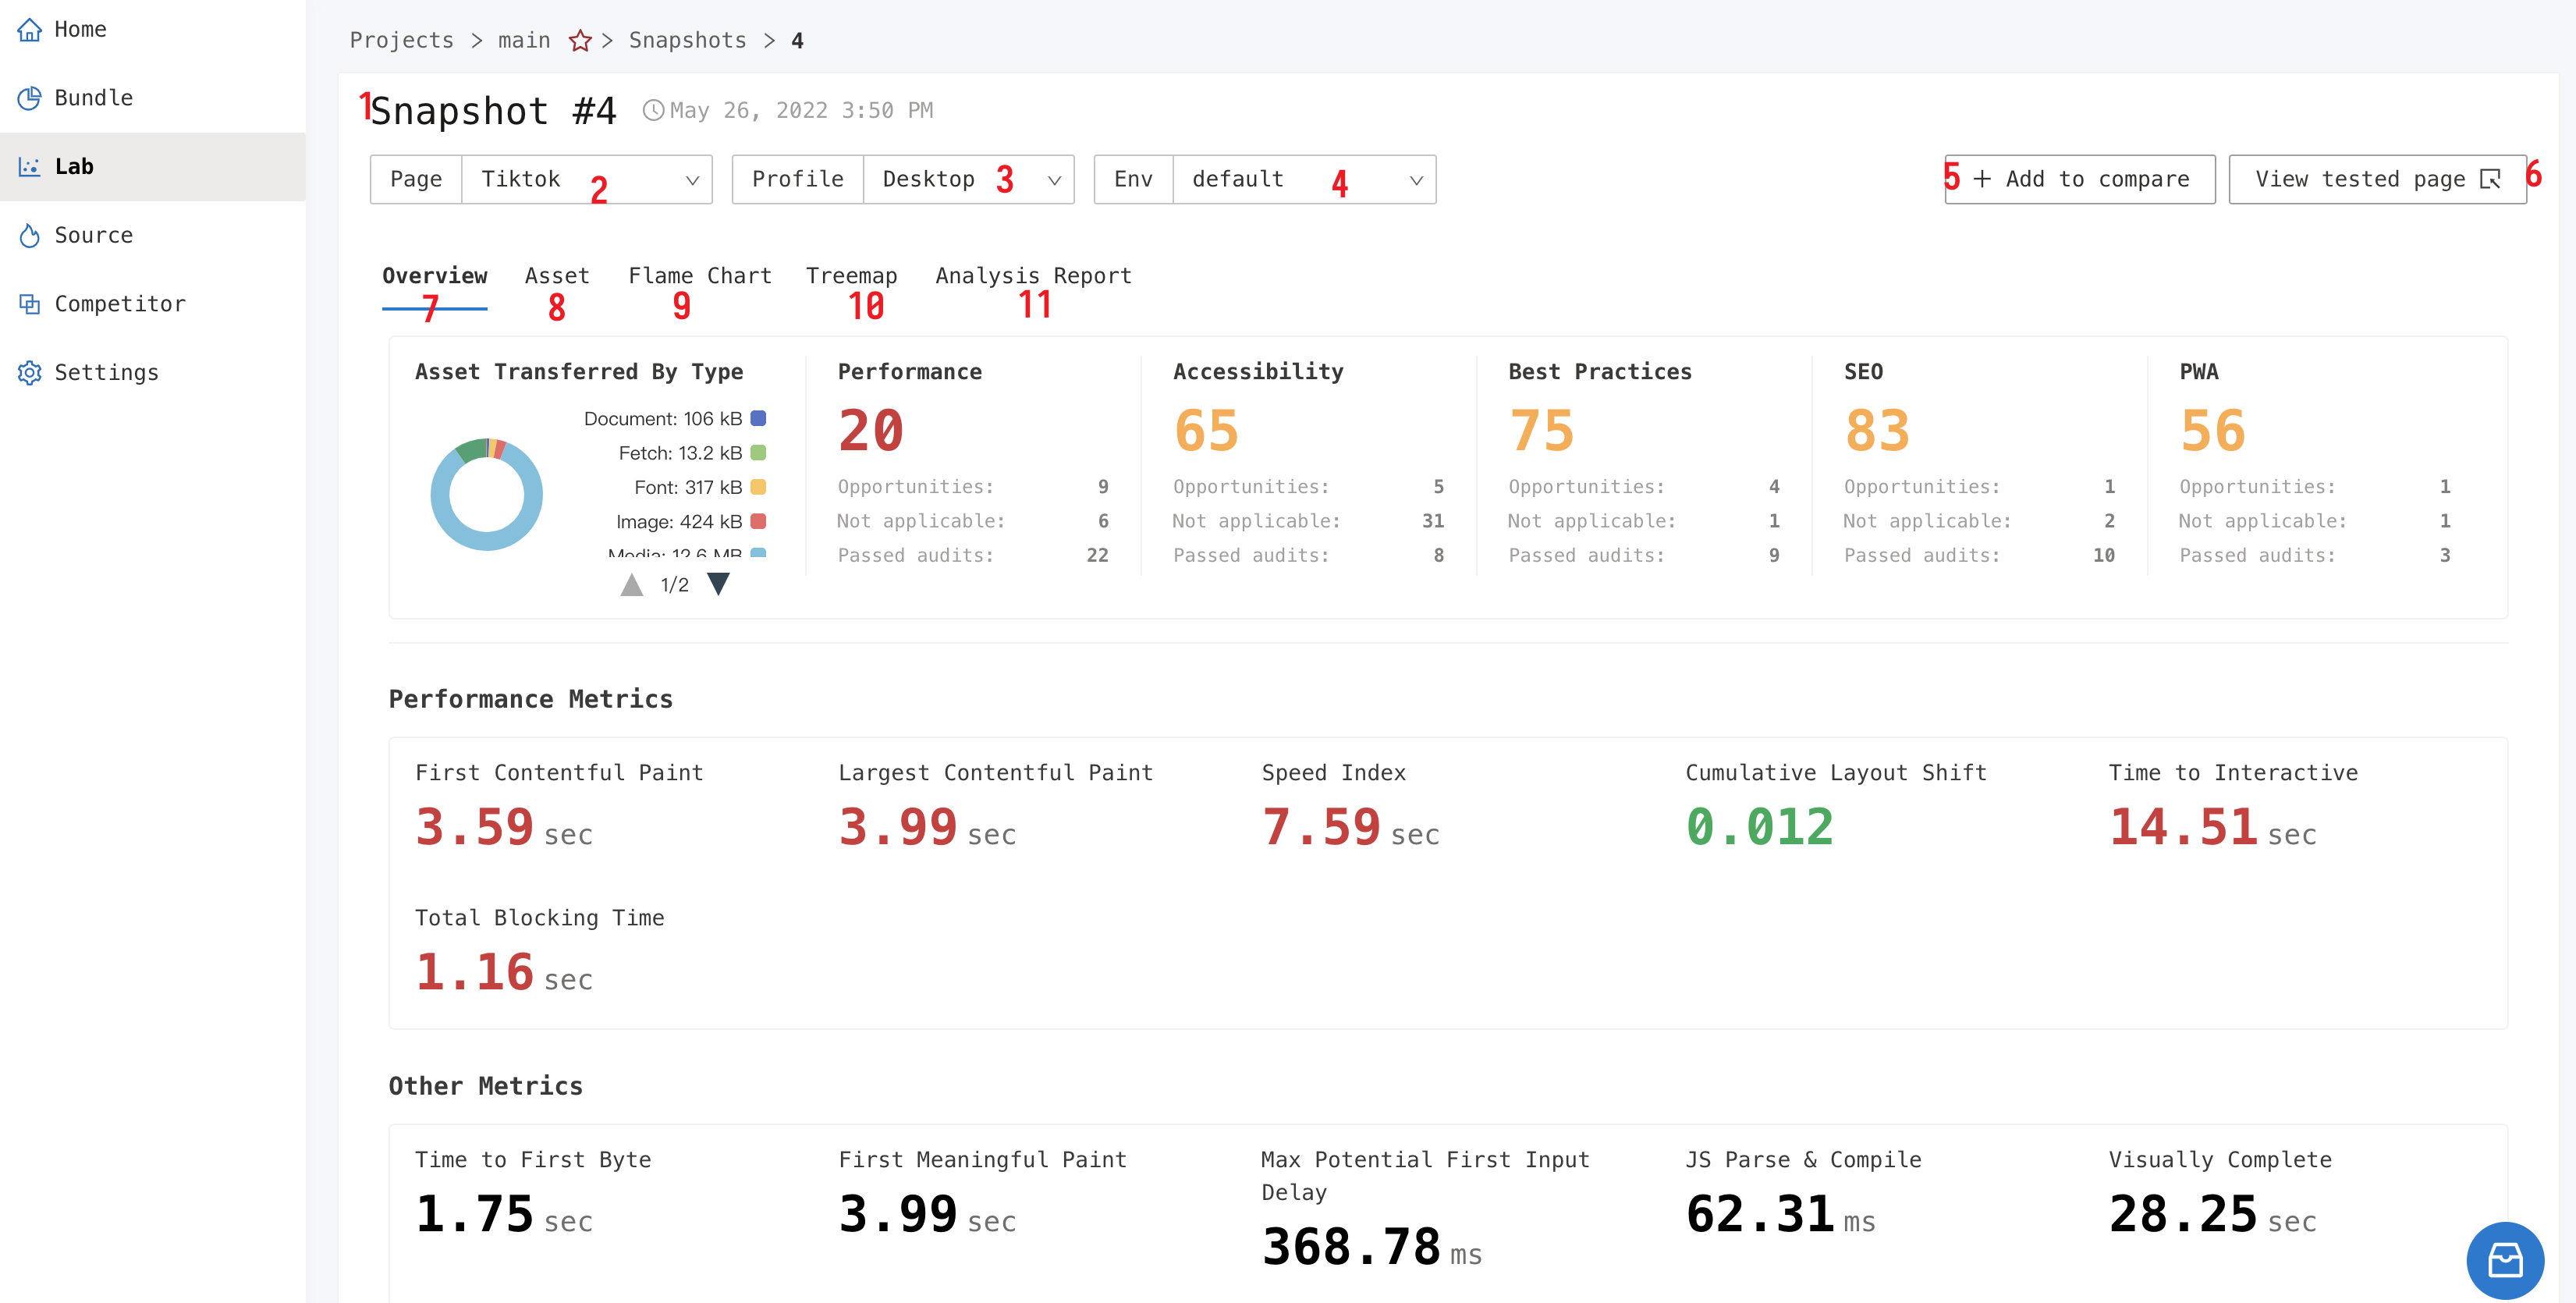 Home
Bundle
Lab
Source
Competitor
Settings
Projects > main > Snapshots > 4
1 Snapshot #4 May 26, 2022 3:50 PM
Page Tiktok 2 Profile Desktop 3 Env default 4 5 + Add to compare View tested page 6
Overview Asset Flame Chart Treemap Analysis Report
7 8 9 10 11
Asset Transferred By Type
Document: 106 kB
Fetch: 13.2 kB
Font: 317 kB
Image: 424 kB
Media: 12.6 MB
1/2
Performance
20
Opportunities: 9
Not applicable: 6
Passed audits: 22
Accessibility
65
Opportunities: 5
Not applicable: 31
Passed audits: 8
Best Practices
75
Opportunities: 4
Not applicable: 1
Passed audits: 9
SEO
83
Opportunities: 1
Not applicable: 2
Passed audits: 10
PWA
56
Opportunities: 1
Not applicable: 1
Passed audits: 3
Performance Metrics
First Contentful Paint
3.59 sec
Largest Contentful Paint
3.99 sec
Speed Index
7.59 sec
Cumulative Layout Shift
0.012
Time to Interactive
14.51 sec
Total Blocking Time
1.16 sec
Other Metrics
Time to First Byte
1.75 sec
First Meaningful Paint
3.99 sec
Max Potential First Input
Delay
368.78 ms
JS Parse & Compile
62.31 ms
Visually Complete
28.25 sec